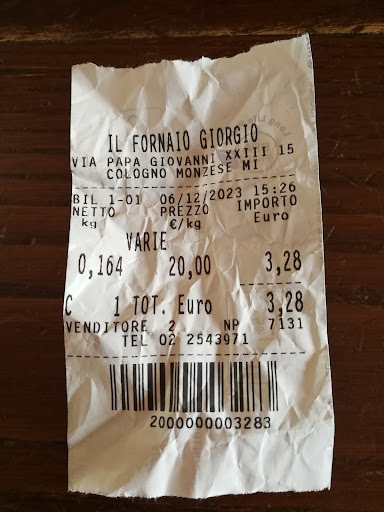 IL FORNAIO GIORGIO
VIA PAPA GIOVANNI XXIII 15
COLOGNO MONZESE MI
BIL 1-01 06/12/2023 15:26
NETTO PREZZO IMPORTO
kg €/kg Euro
VARIE
0,164 20,00 3,28
C 1 TOT. Euro 3,28
VENDITORE 2 NP 7131
TEL 02 2543971
2000000003283